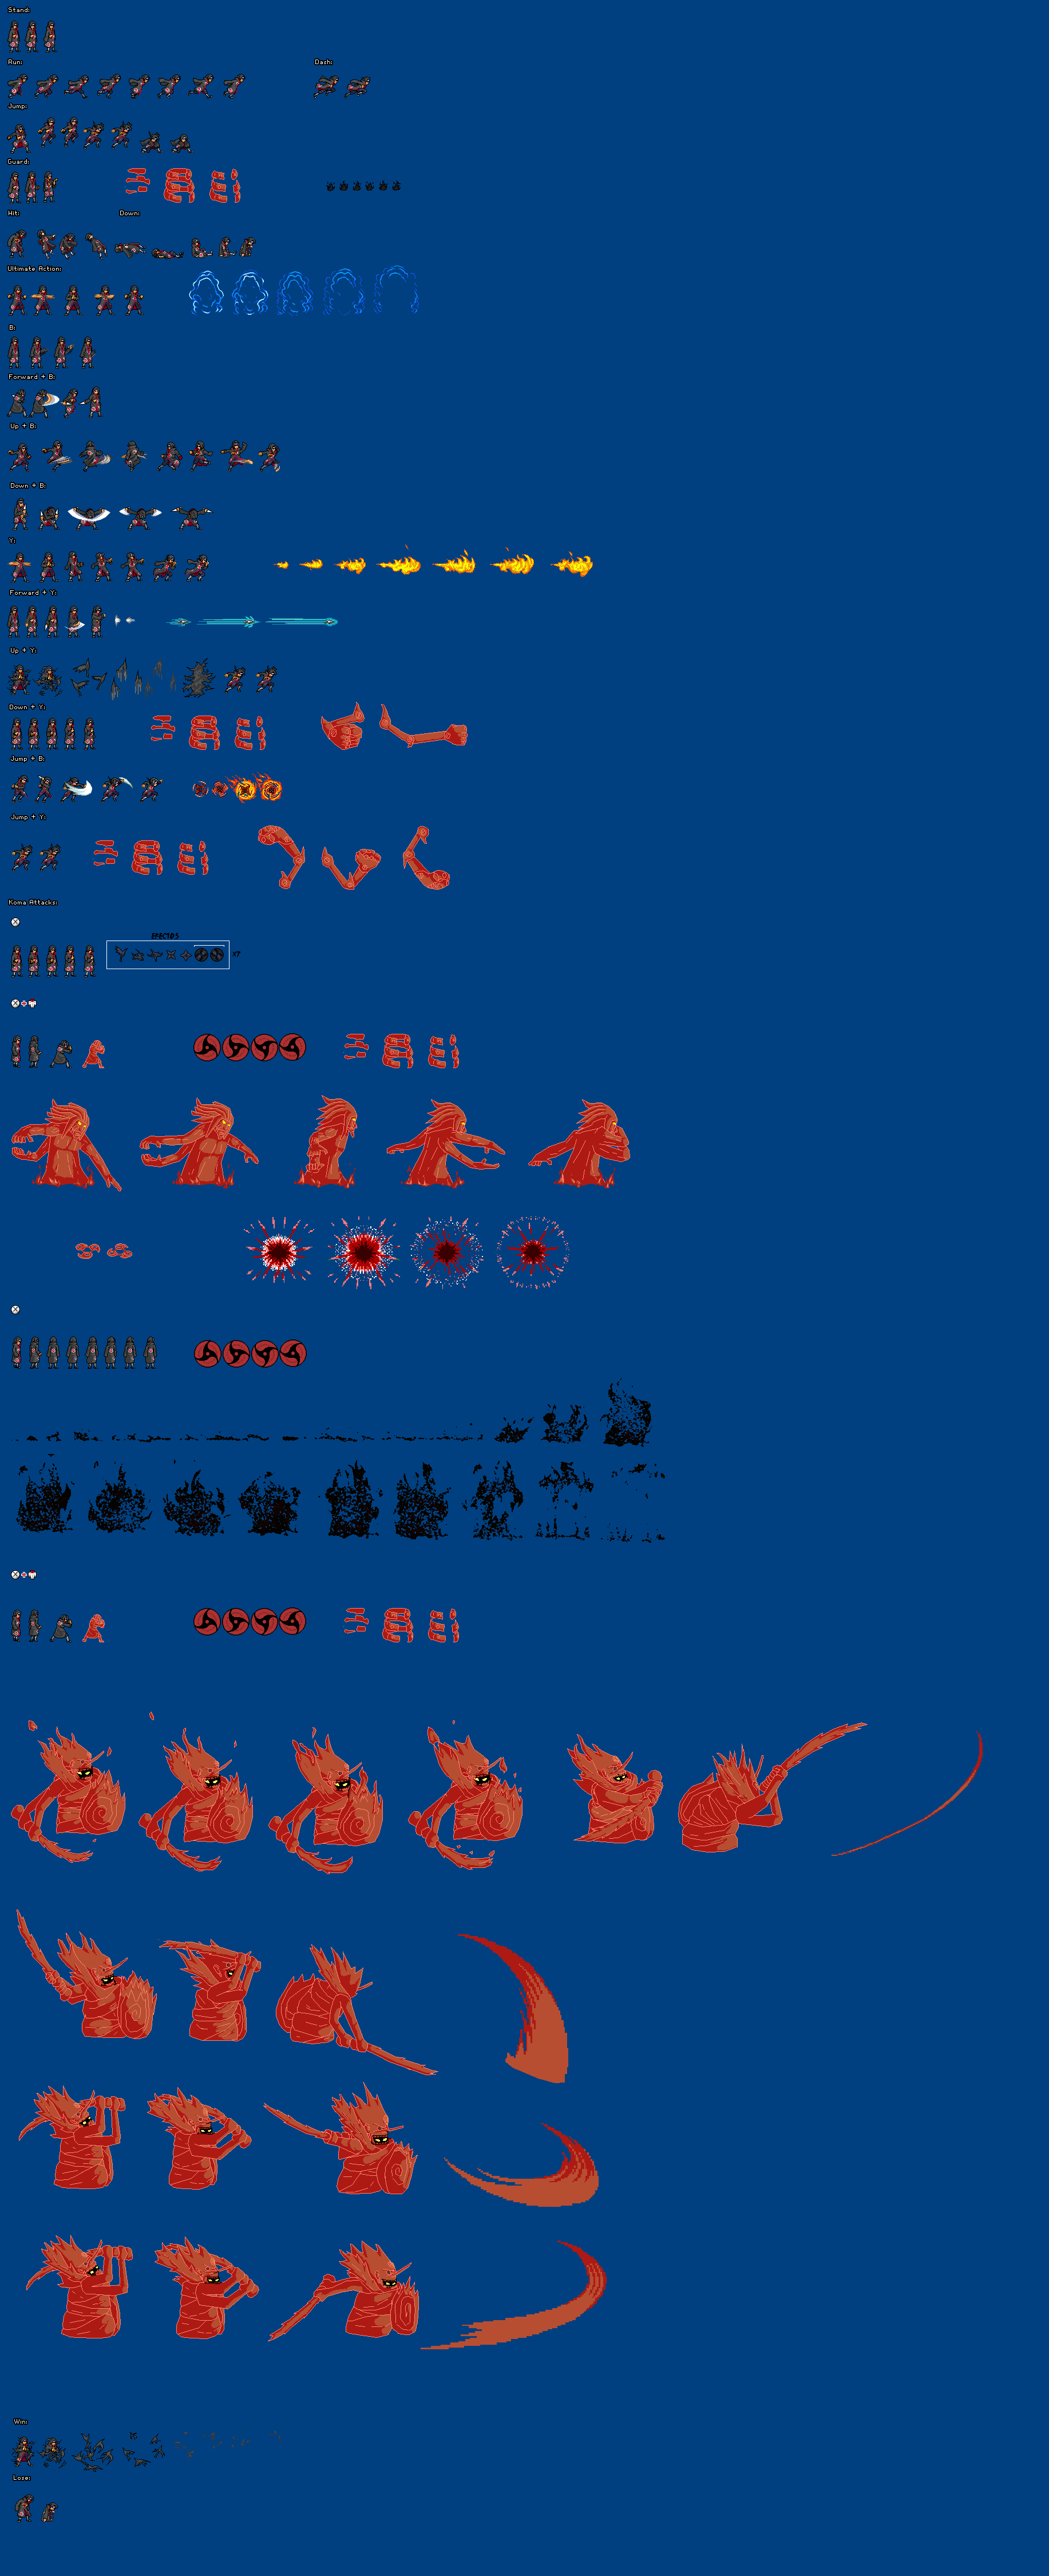 Stand:
Run: Dash:
Jump:
Guard:
Hit: Down:
Ultimate Action:
B:
Forward + B:
Up + B:
Down + B:
Y:
Forward + Y:
Up + Y:
Down + Y:
Jump + B:
Jump + Y:
Koma Attacks:
EFECTOS
x7
Win:
Lose: